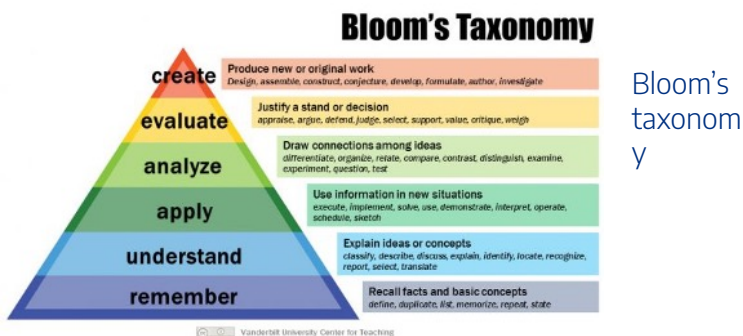 Bloom's Taxonomy
create
Produce new or original work
Design, assemble, construct, conjecture, develop, formulate, author, investigate
evaluate
Justify a stand or decision
appraise, argue, defend, judge, select, support, value, critique, weigh
analyze
Draw connections among ideas
differentiate, organize, relate, compare, contrast, distinguish, examine,
experiment, question, test
apply
Use information in new situations
execute, implement, solve, use, demonstrate, interpret, operate,
schedule, sketch
understand
Explain ideas or concepts
classify, describe, discuss, explain, identify, locate, recognize,
report, select, translate
remember
Recall facts and basic concepts
define, duplicate, list, memorize, repeat, state
Vanderbilt University Center for Teaching
Bloom's
taxonom
y